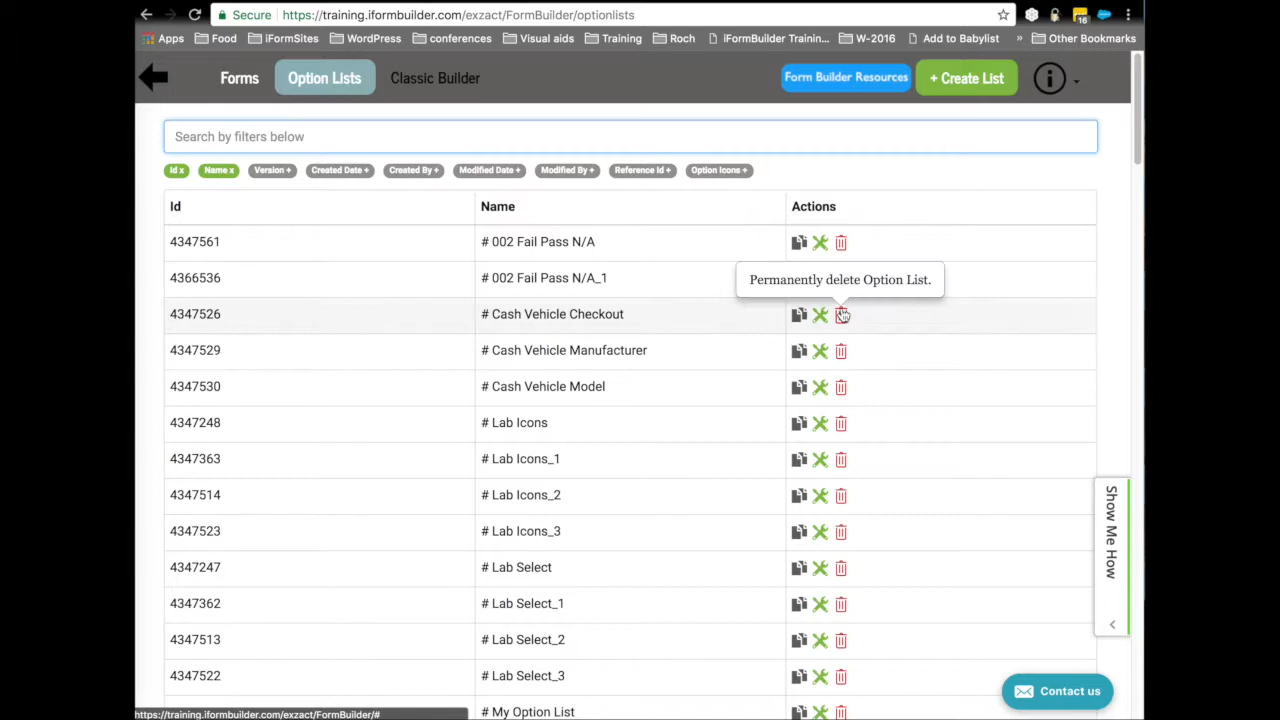 Secure https://training.iformbuilder.com/exzact/FormBuilder/optionlists
16
Apps Food iFormSites WordPress conferences Visual aids Training Roch iFormBuilder Trainin... W-2016 Add to Babylist » Other Bookmarks
Forms Option Lists Classic Builder Form Builder Resources + Create List
Search by filters below
Id x Name x Version + Created Date + Created By + Modified Date + Modified By + Reference Id + Option Icons +
Id Name Actions
4347561 # 002 Fail Pass N/A
4366536 # 002 Fail Pass N/A_1
Permanently delete Option List.
4347526 # Cash Vehicle Checkout
4347529 # Cash Vehicle Manufacturer
4347530 # Cash Vehicle Model
4347248 # Lab Icons
4347363 # Lab Icons_1
4347514 # Lab Icons_2
4347523 # Lab Icons_3
4347247 # Lab Select
4347362 # Lab Select_1
4347513 # Lab Select_2
4347522 # Lab Select_3
# My Option List
Show Me How
Contact us
https://training.iformbuilder.com/exzact/FormBuilder/#